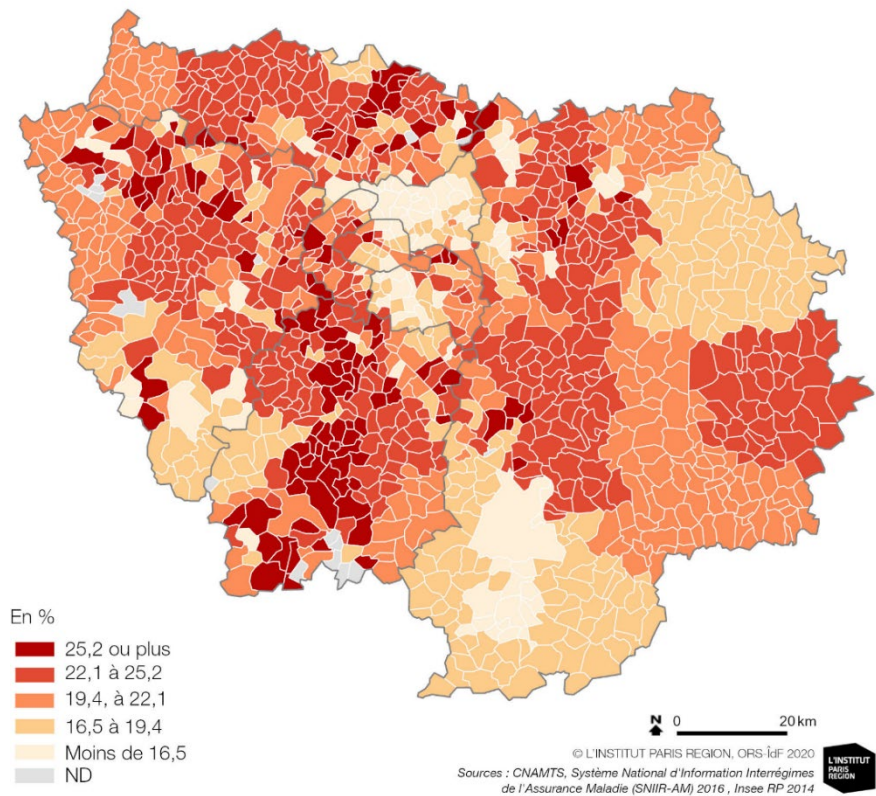 En %
25,2 ou plus
22,1 à 25,2
19,4, à 22,1
16,5 à 19,4
Moins de 16,5
ND
N 0 20 km
© L'INSTITUT PARIS REGION, ORS-ÎdF 2020
Sources : CNAMTS, Système National d'Information Interrégimes
de l'Assurance Maladie (SNIIR-AM) 2016 , Insee RP 2014
L'INSTITUT
PARIS
REGION